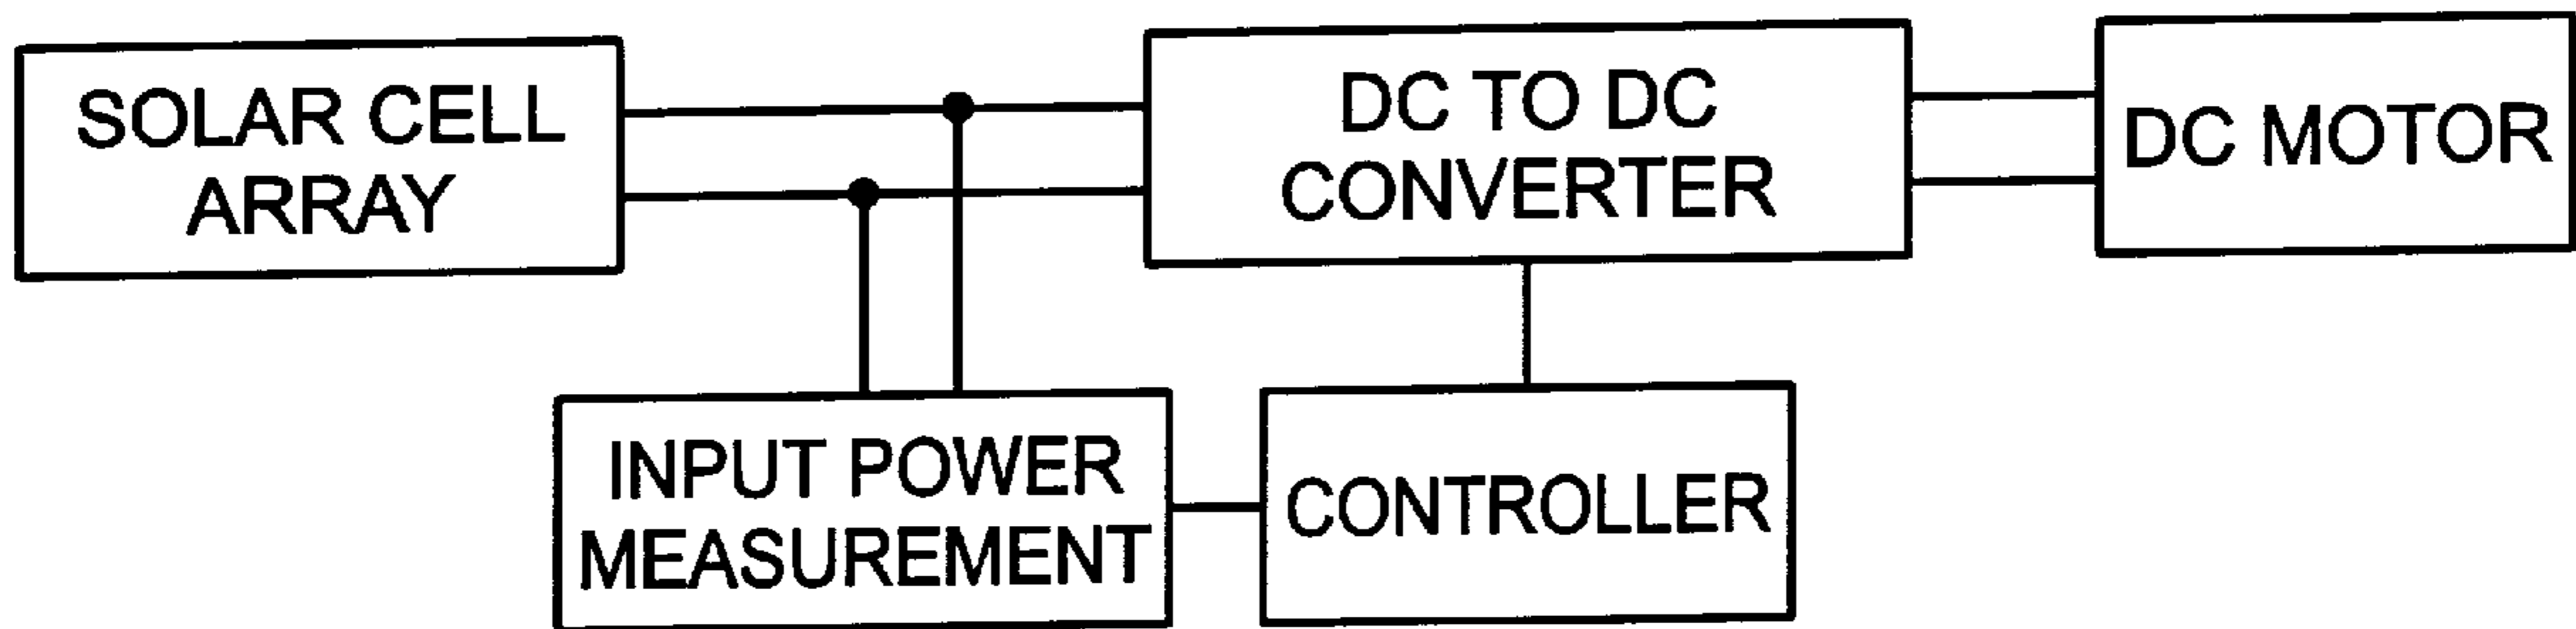 SOLAR CELL
ARRAY
DC TO DC
CONVERTER
DC MOTOR
INPUT POWER
MEASUREMENT
CONTROLLER